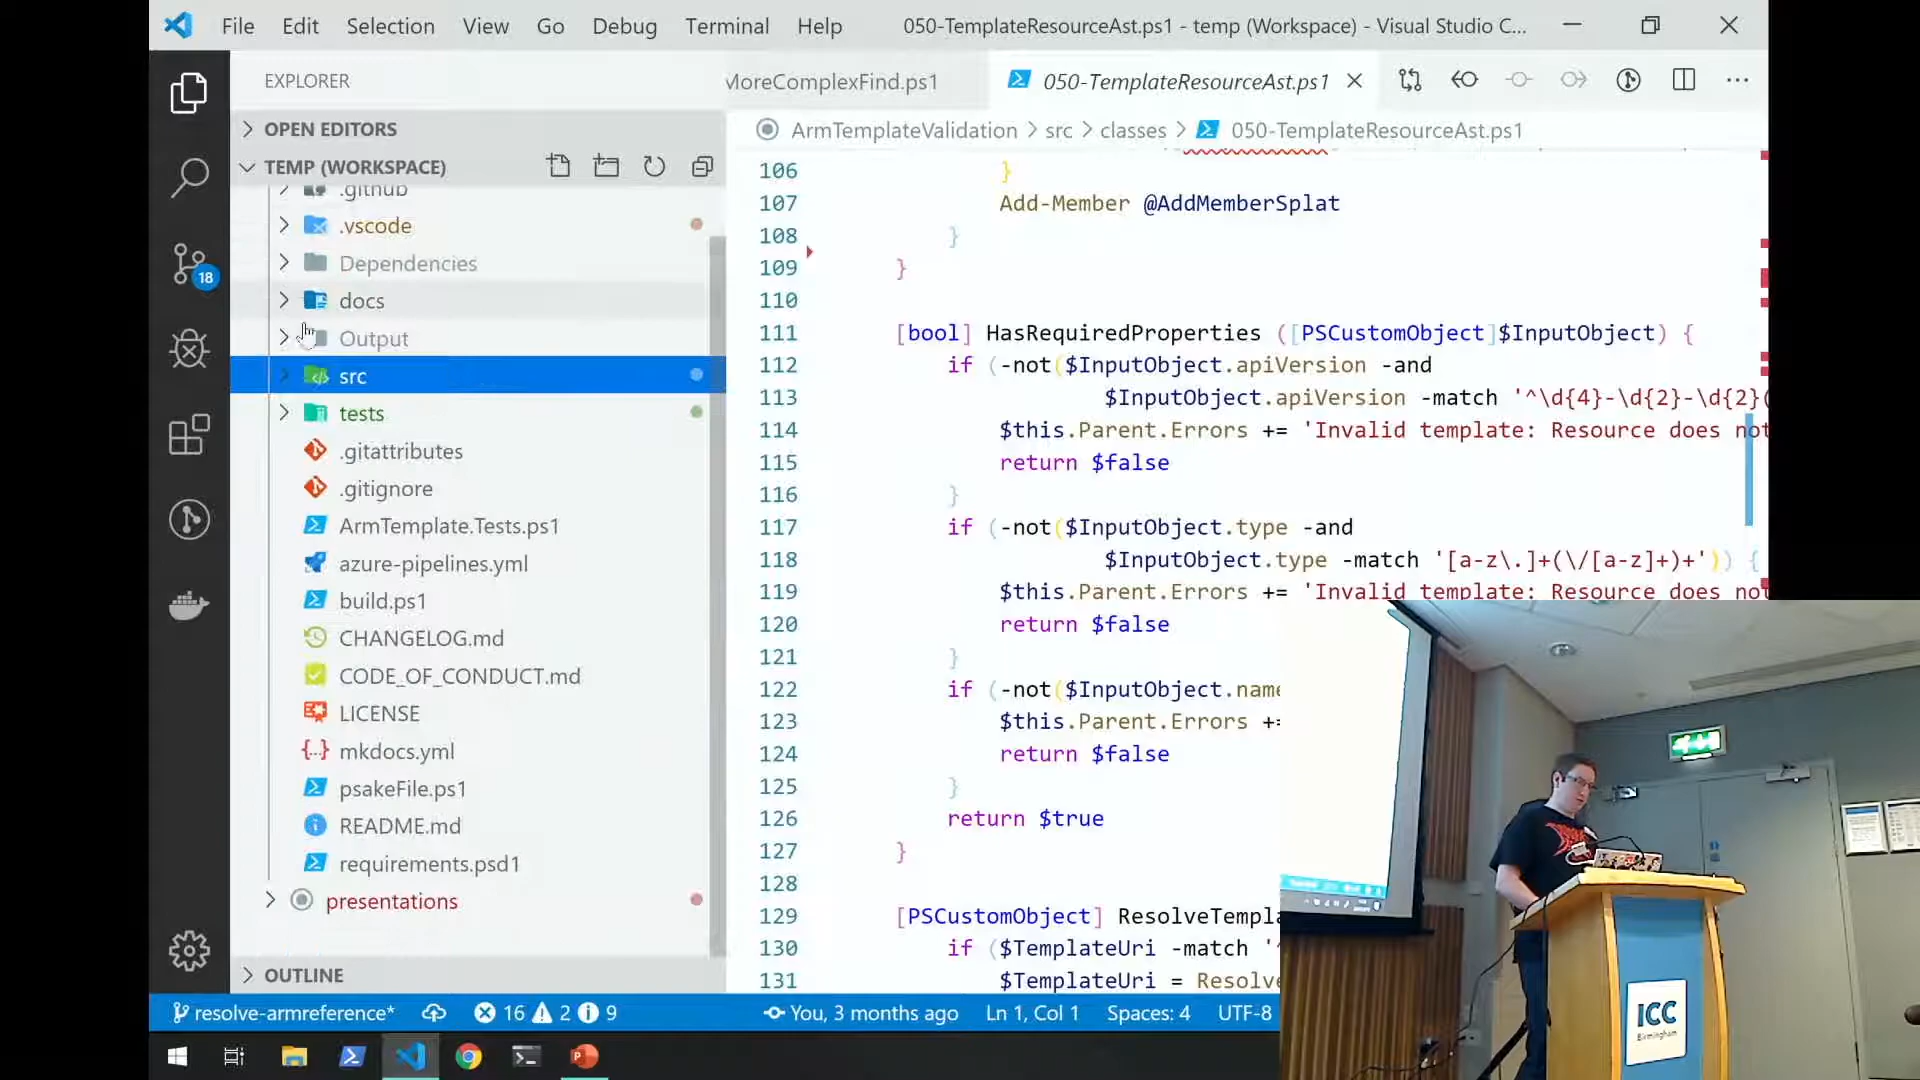 File Edit Selection View Go Debug Terminal Help
050-TemplateResourceAst.ps1 - temp (Workspace) - Visual Studio C...
EXPLORER
OPEN EDITORS
TEMP (WORKSPACE)
.github
.vscode
Dependencies
docs
Output
src
tests
.gitattributes
.gitignore
ArmTemplate.Tests.ps1
azure-pipelines.yml
build.ps1
CHANGELOG.md
CODE_OF_CONDUCT.md
LICENSE
mkdocs.yml
psakeFile.ps1
README.md
requirements.psd1
presentations
OUTLINE
18
MoreComplexFind.ps1
050-TemplateResourceAst.ps1
ArmTemplateValidation > src > classes > 050-TemplateResourceAst.ps1
106 }
107 Add-Member @AddMemberSplat
108 }
109 }
110
111 [bool] HasRequiredProperties ([PSCustomObject]$InputObject) {
112 if (-not($InputObject.apiVersion -and
113 $InputObject.apiVersion -match '^\d{4}-\d{2}-\d{2}(
114 $this.Parent.Errors += 'Invalid template: Resource does not
115 return $false
116 }
117 if (-not($InputObject.type -and
118 $InputObject.type -match '[a-z\.]+(\/[a-z]+)+')) {
119 $this.Parent.Errors += 'Invalid template: Resource does not
120 return $false
121 }
122 if (-not($InputObject.name
123 $this.Parent.Errors +=
124 return $false
125 }
126 return $true
127 }
128
129 [PSCustomObject] ResolveTempla
130 if ($TemplateUri -match '^
131 $TemplateUri = Resolve
resolve-armreference* 16 2 9 You, 3 months ago Ln 1, Col 1 Spaces: 4 UTF-8
ICC
Birmingham